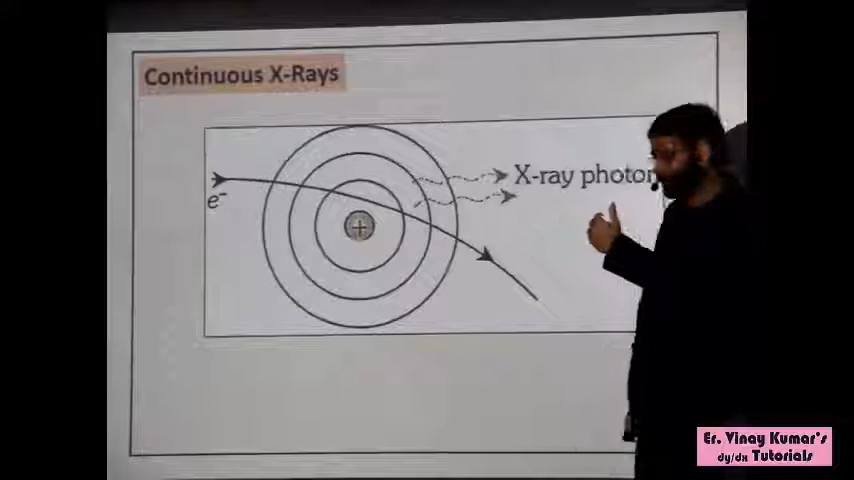 Continuous X-Rays
e⁻
X-ray photon
+
Er. Vinay Kumar's
dy/dx Tutorials